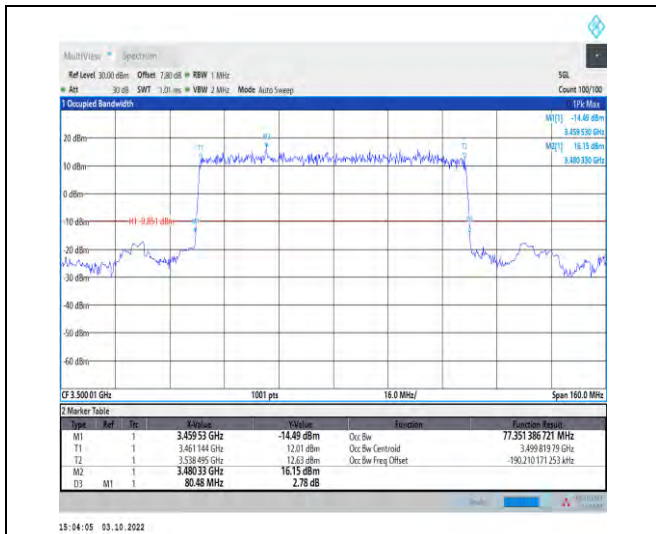 MultiView Spectrum
Ref Level 30.00 dBm Offset 7.80 dB RBW 1 MHz SGL
Att 30 dB SWT 1.01 ms VBW 2 MHz Mode Auto Sweep Count 100/100
1 Occupied Bandwidth 1Pk Max
M1[1] -14.49 dBm
3.459 530 GHz
20 dBm M2[1] 16.15 dBm
T1 M2 T2 3.480 330 GHz
10 dBm
0 dBm
-10 dBm H1 -9.851 dBm
-20 dBm
-30 dBm
-40 dBm
-50 dBm
-60 dBm
CF 3.500 01 GHz 1001 pts 16.0 MHz/ Span 160.0 MHz
2 Marker Table
Type Ref Trc X-Value Y-Value Function Function Result
M1 1 3.459 53 GHz -14.49 dBm Occ Bw 77.351 386 721 MHz
T1 1 3.461 144 GHz 12.01 dBm Occ Bw Centroid 3.499 819 79 GHz
T2 1 3.538 495 GHz 12.63 dBm Occ Bw Freq Offset -190.210 171 253 kHz
M2 1 3.480 33 GHz 16.15 dBm
D3 M1 1 80.48 MHz 2.78 dB
15:04:05 03.10.2022